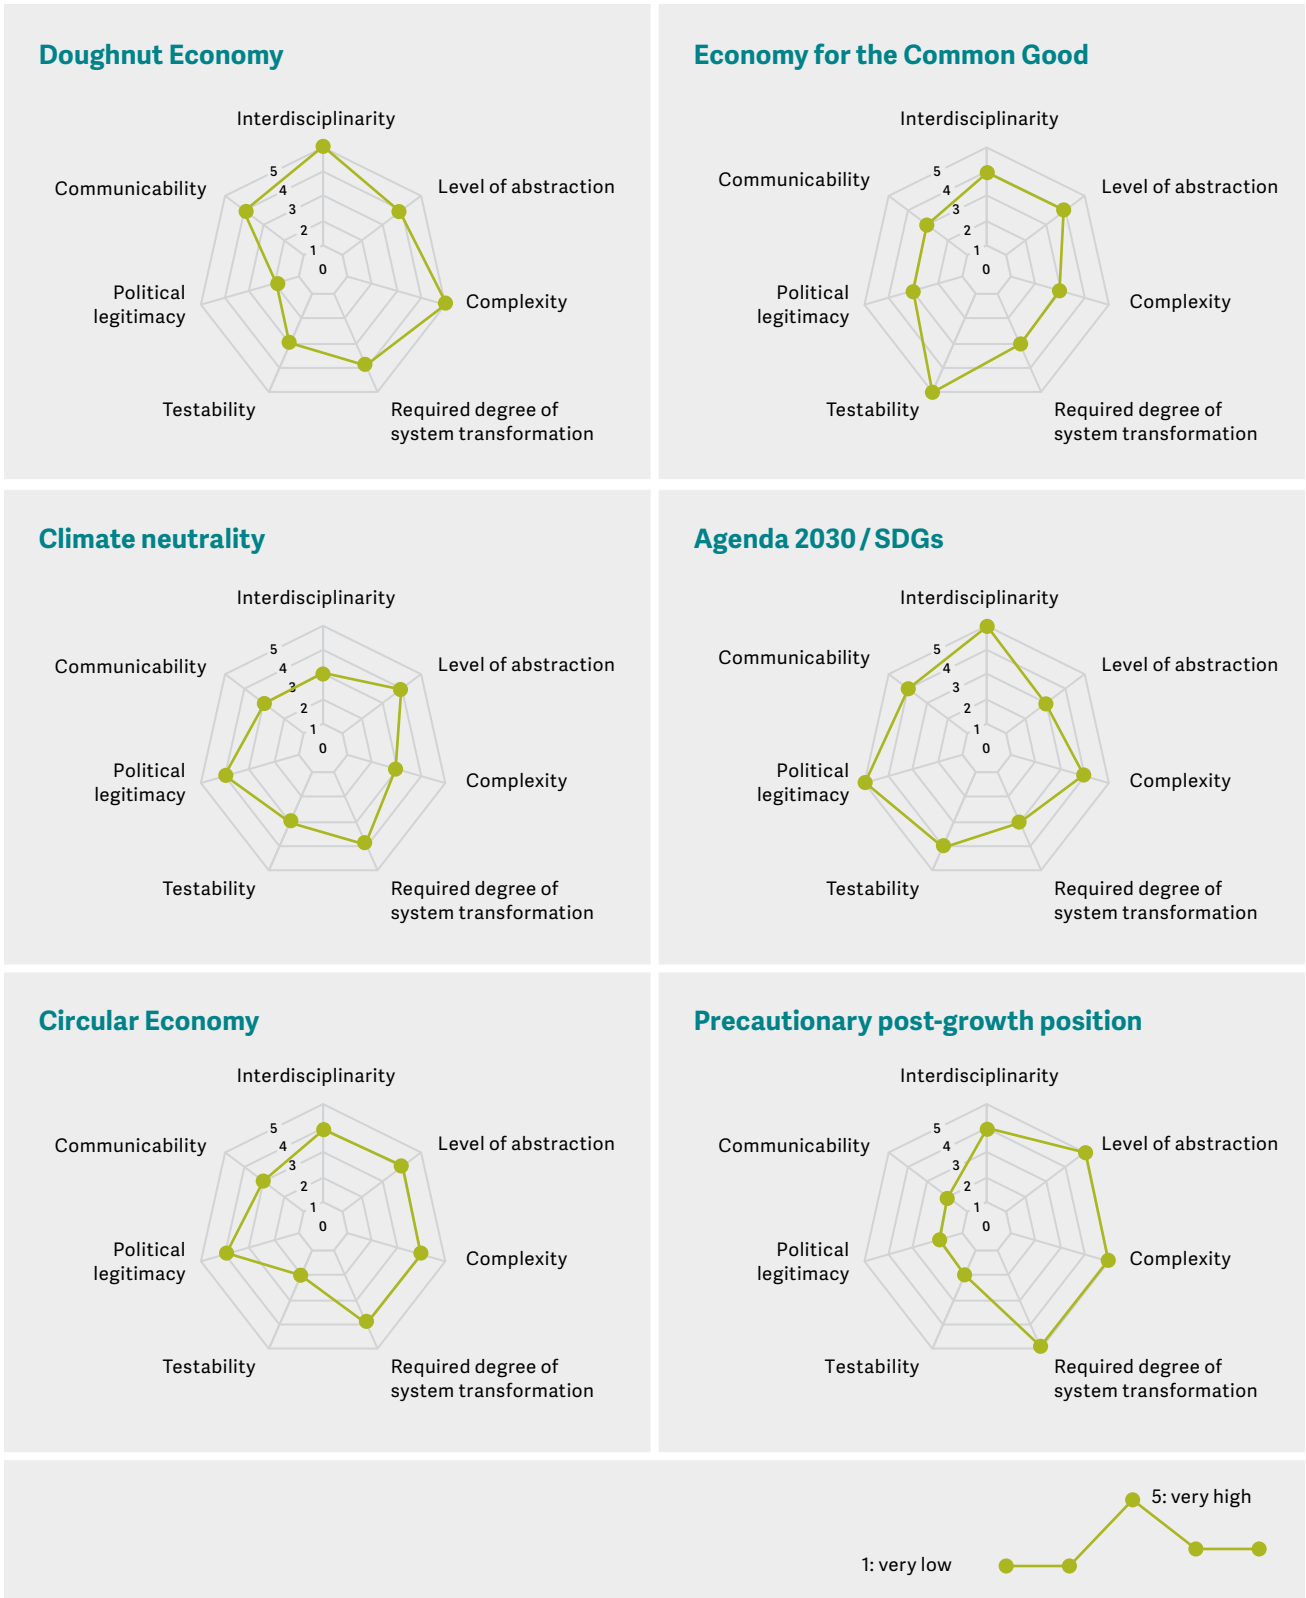 Doughnut Economy
Interdisciplinarity
Communicability
Level of abstraction
5
4
3
2
1
0
Political
legitimacy
Complexity
Testability
Required degree of
system transformation
Economy for the Common Good
Interdisciplinarity
Communicability
Level of abstraction
5
4
3
2
1
0
Political
legitimacy
Complexity
Testability
Required degree of
system transformation
Climate neutrality
Interdisciplinarity
Communicability
Level of abstraction
5
4
3
2
1
0
Political
legitimacy
Complexity
Testability
Required degree of
system transformation
Agenda 2030 / SDGs
Interdisciplinarity
Communicability
Level of abstraction
5
4
3
2
1
0
Political
legitimacy
Complexity
Testability
Required degree of
system transformation
Circular Economy
Interdisciplinarity
Communicability
Level of abstraction
5
4
3
2
1
0
Political
legitimacy
Complexity
Testability
Required degree of
system transformation
Precautionary post-growth position
Interdisciplinarity
Communicability
Level of abstraction
5
4
3
2
1
0
Political
legitimacy
Complexity
Testability
Required degree of
system transformation
5: very high
1: very low